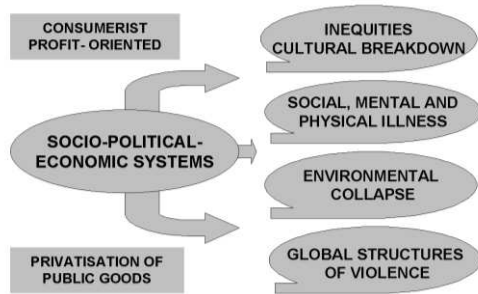 CONSUMERIST
PROFIT- ORIENTED
SOCIO-POLITICAL-
ECONOMIC SYSTEMS
PRIVATISATION OF
PUBLIC GOODS
INEQUITIES
CULTURAL BREAKDOWN
SOCIAL, MENTAL AND
PHYSICAL ILLNESS
ENVIRONMENTAL
COLLAPSE
GLOBAL STRUCTURES
OF VIOLENCE